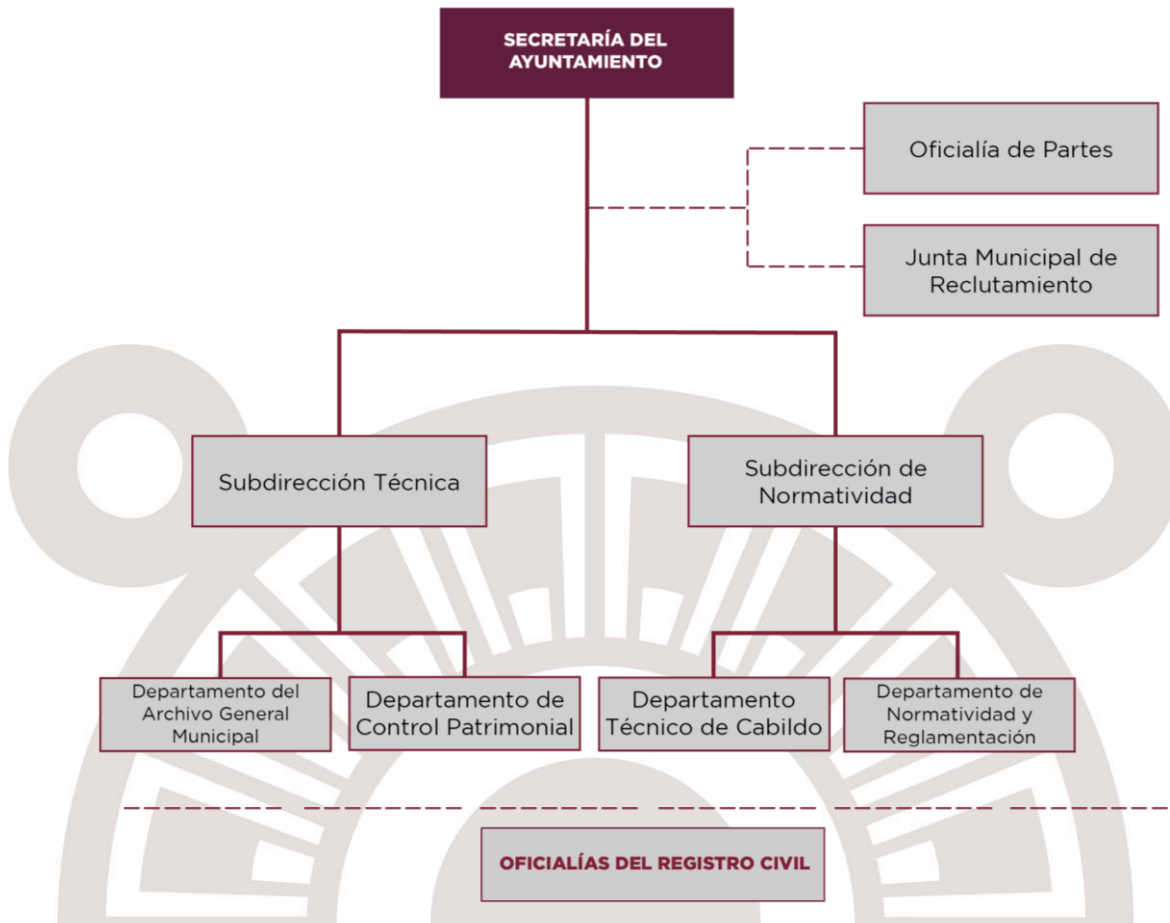 SECRETARÍA DEL
AYUNTAMIENTO
Oficialía de Partes
Junta Municipal de
Reclutamiento
Subdirección Técnica
Subdirección de
Normatividad
Departamento del
Archivo General
Municipal
Departamento de
Control Patrimonial
Departamento
Técnico de Cabildo
Departamento de
Normatividad y
Reglamentación
OFICIALÍAS DEL REGISTRO CIVIL